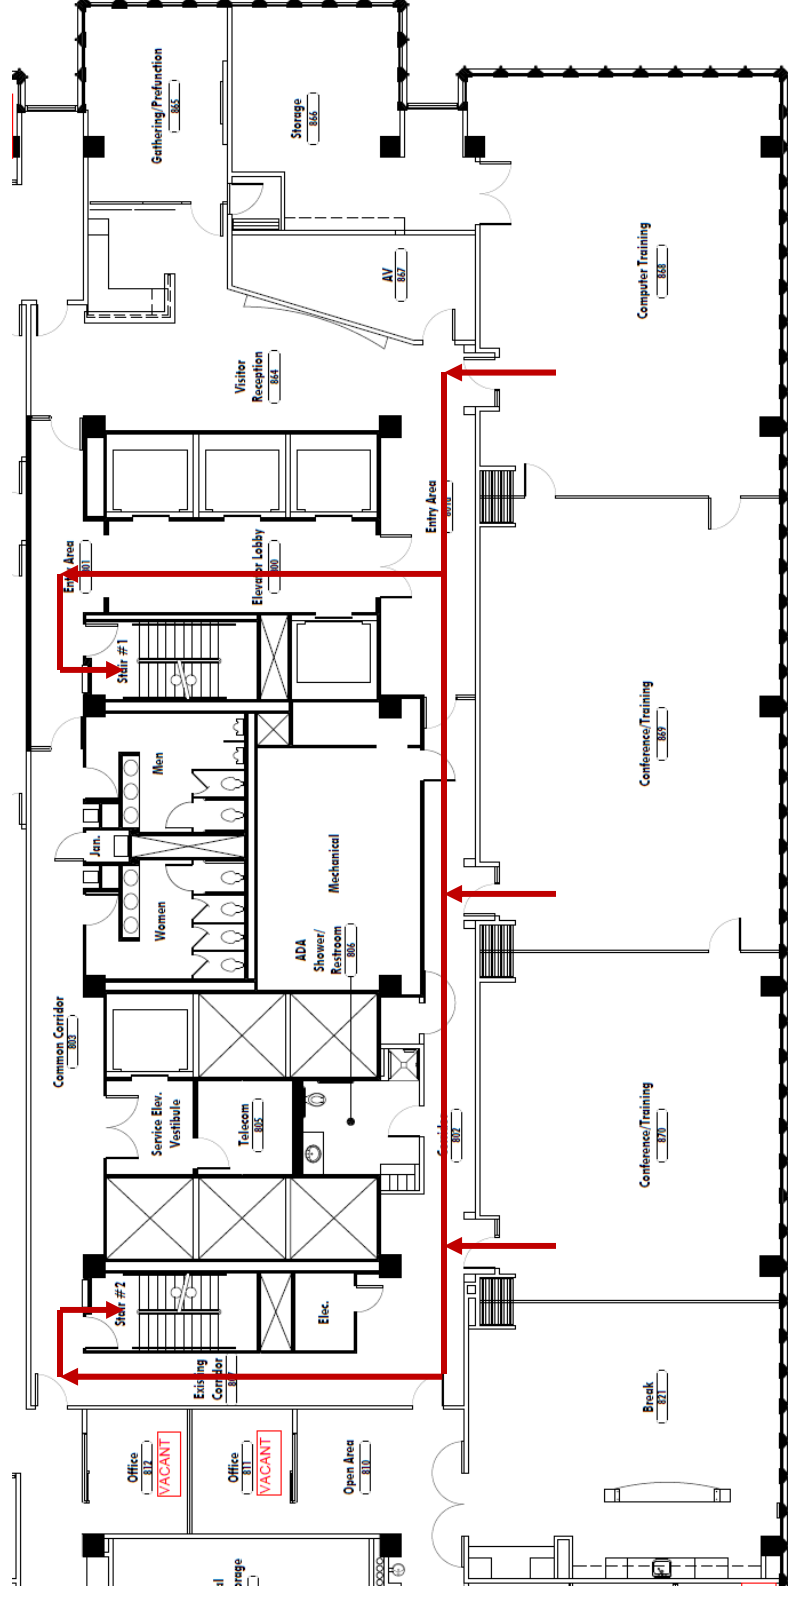 Gathering/Prefunction
865
Storage
866
AV
867
Computer Training
868
Visitor
Reception
864
Entry Area
Entry Area
Elevator Lobby
Stair #1
Conference/Training
869
Men
Jan.
Women
Mechanical
ADA
Shower/
Restroom
806
Common Corridor
803
Service Elev.
Vestibule
Telecom
805
802
Conference/Training
870
Stair #2
Elec.
Existing
Corridor
Break
821
Office
812
VACANT
Office
811
VACANT
Open Area
810